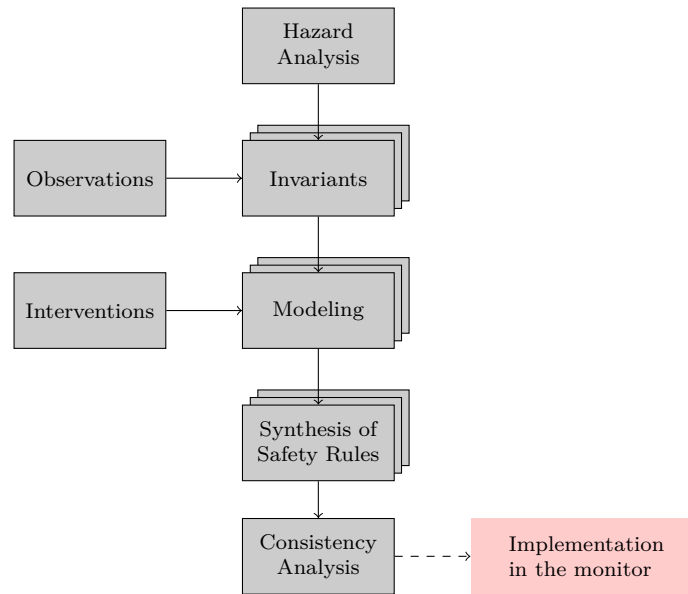 Hazard
Analysis
Observations
Invariants
Interventions
Modeling
Synthesis of
Safety Rules
Consistency
Analysis
Implementation
in the monitor